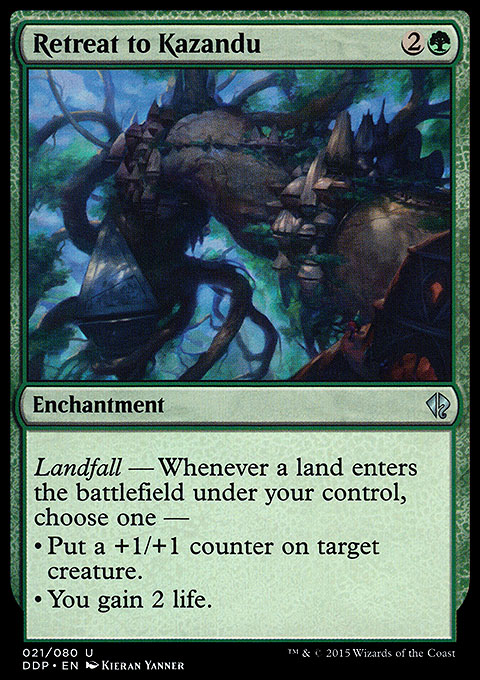 Retreat to Kazandu 2
Enchantment
Landfall — Whenever a land enters
the battlefield under your control,
choose one —
• Put a +1/+1 counter on target
creature.
• You gain 2 life.
021/080 U
DDP • EN Kieran Yanner
™ & © 2015 Wizards of the Coast